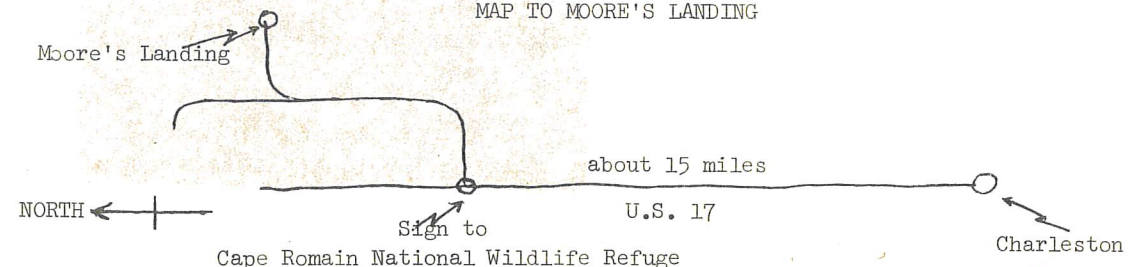 MAP TO MOORE'S LANDING
Moore's Landing
about 15 miles
NORTH
U.S. 17
Sign to
Cape Romain National Wildlife Refuge
Charleston